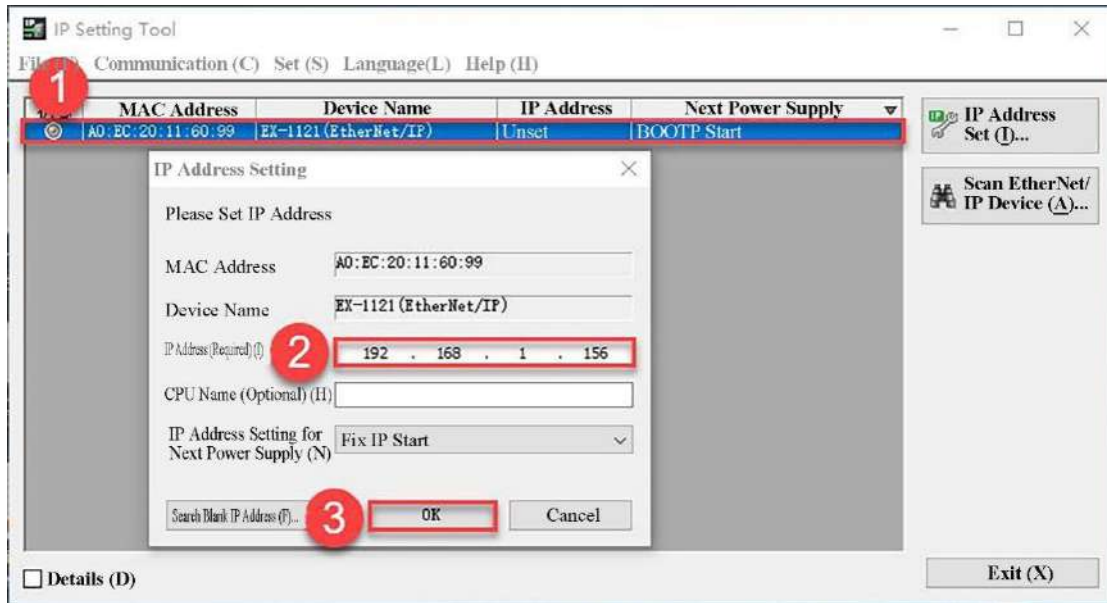 IP Setting Tool
Communication (C) Set (S) Language(L) Help (H)
1
MAC Address Device Name IP Address Next Power Supply
A0:EC:20:11:60:99 EX-1121(EtherNet/IP) Unset BOOTP Start
IP Address
Set (I)...
Scan EtherNet/
IP Device (A)...
IP Address Setting
Please Set IP Address
MAC Address A0:EC:20:11:60:99
Device Name EX-1121(EtherNet/IP)
IP Address(Required)(I) 2 192 . 168 . 1 . 156
CPU Name (Optional) (H)
IP Address Setting for
Next Power Supply (N) Fix IP Start
Search Blank IP Address (F)... 3 OK Cancel
Details (D)
Exit (X)